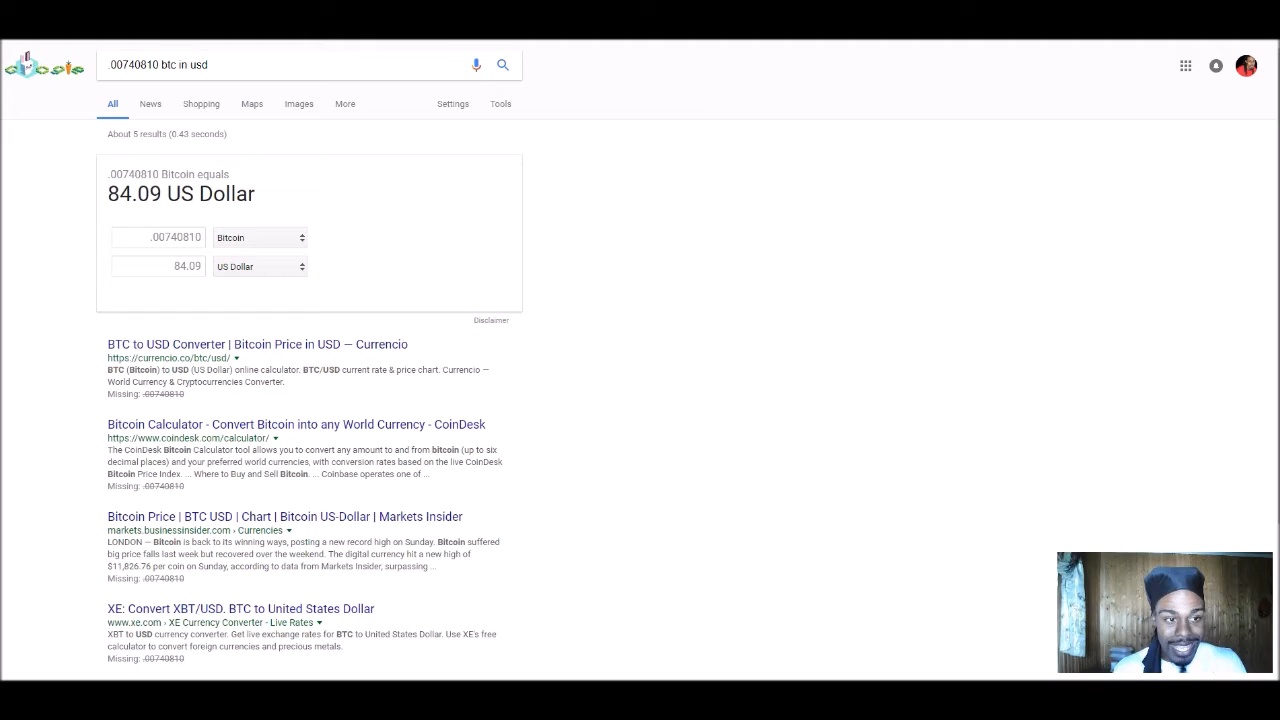 .00740810 btc in usd
All News Shopping Maps Images More Settings Tools
About 5 results (0.43 seconds)
.00740810 Bitcoin equals
84.09 US Dollar
.00740810 Bitcoin
84.09 US Dollar
Disclaimer
BTC to USD Converter | Bitcoin Price in USD — Currencio
https://currencio.co/btc/usd/
BTC (Bitcoin) to USD (US Dollar) online calculator. BTC/USD current rate & price chart. Currencio —
World Currency & Cryptocurrencies Converter.
Missing: .00740810
Bitcoin Calculator - Convert Bitcoin into any World Currency - CoinDesk
https://www.coindesk.com/calculator/
The CoinDesk Bitcoin Calculator tool allows you to convert any amount to and from bitcoin (up to six
decimal places) and your preferred world currencies, with conversion rates based on the live CoinDesk
Bitcoin Price Index. ... Where to Buy and Sell Bitcoin. ... Coinbase operates one of ...
Missing: .00740810
Bitcoin Price | BTC USD | Chart | Bitcoin US-Dollar | Markets Insider
markets.businessinsider.com › Currencies
LONDON — Bitcoin is back to its winning ways, posting a new record high on Sunday. Bitcoin suffered
big price falls last week but recovered over the weekend. The digital currency hit a new high of
$11,826.76 per coin on Sunday, according to data from Markets Insider, surpassing ...
Missing: .00740810
XE: Convert XBT/USD. BTC to United States Dollar
www.xe.com › XE Currency Converter - Live Rates
XBT to USD currency converter. Get live exchange rates for BTC to United States Dollar. Use XE's free
calculator to convert foreign currencies and precious metals.
Missing: .00740810